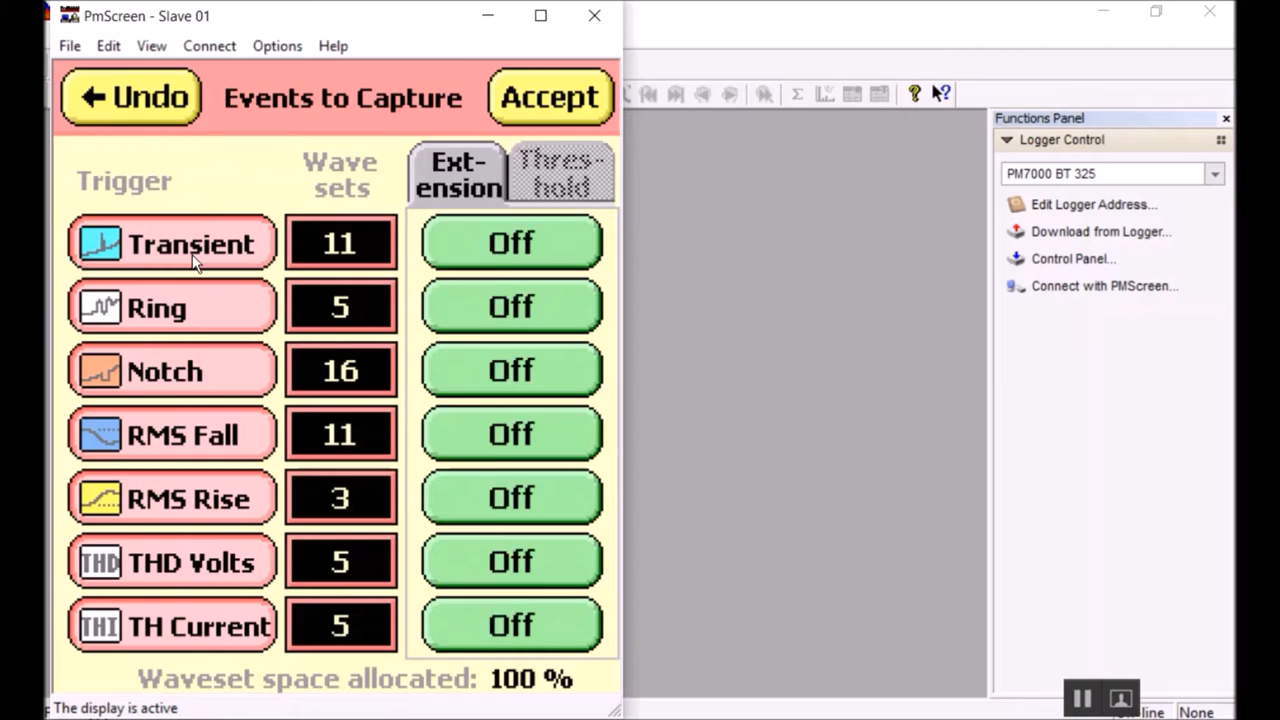 PmScreen - Slave 01
File Edit View Connect Options Help
Undo Events to Capture Accept
Trigger Wave sets Ext-ension Thres-hold
Transient 11 Off
Ring 5 Off
Notch 16 Off
RMS Fall 11 Off
RMS Rise 3 Off
THD THD Volts 5 Off
THI TH Current 5 Off
Waveset space allocated: 100 %
The display is active
Functions Panel
Logger Control
PM7000 BT 325
Edit Logger Address...
Download from Logger...
Control Panel...
Connect with PMScreen...
None